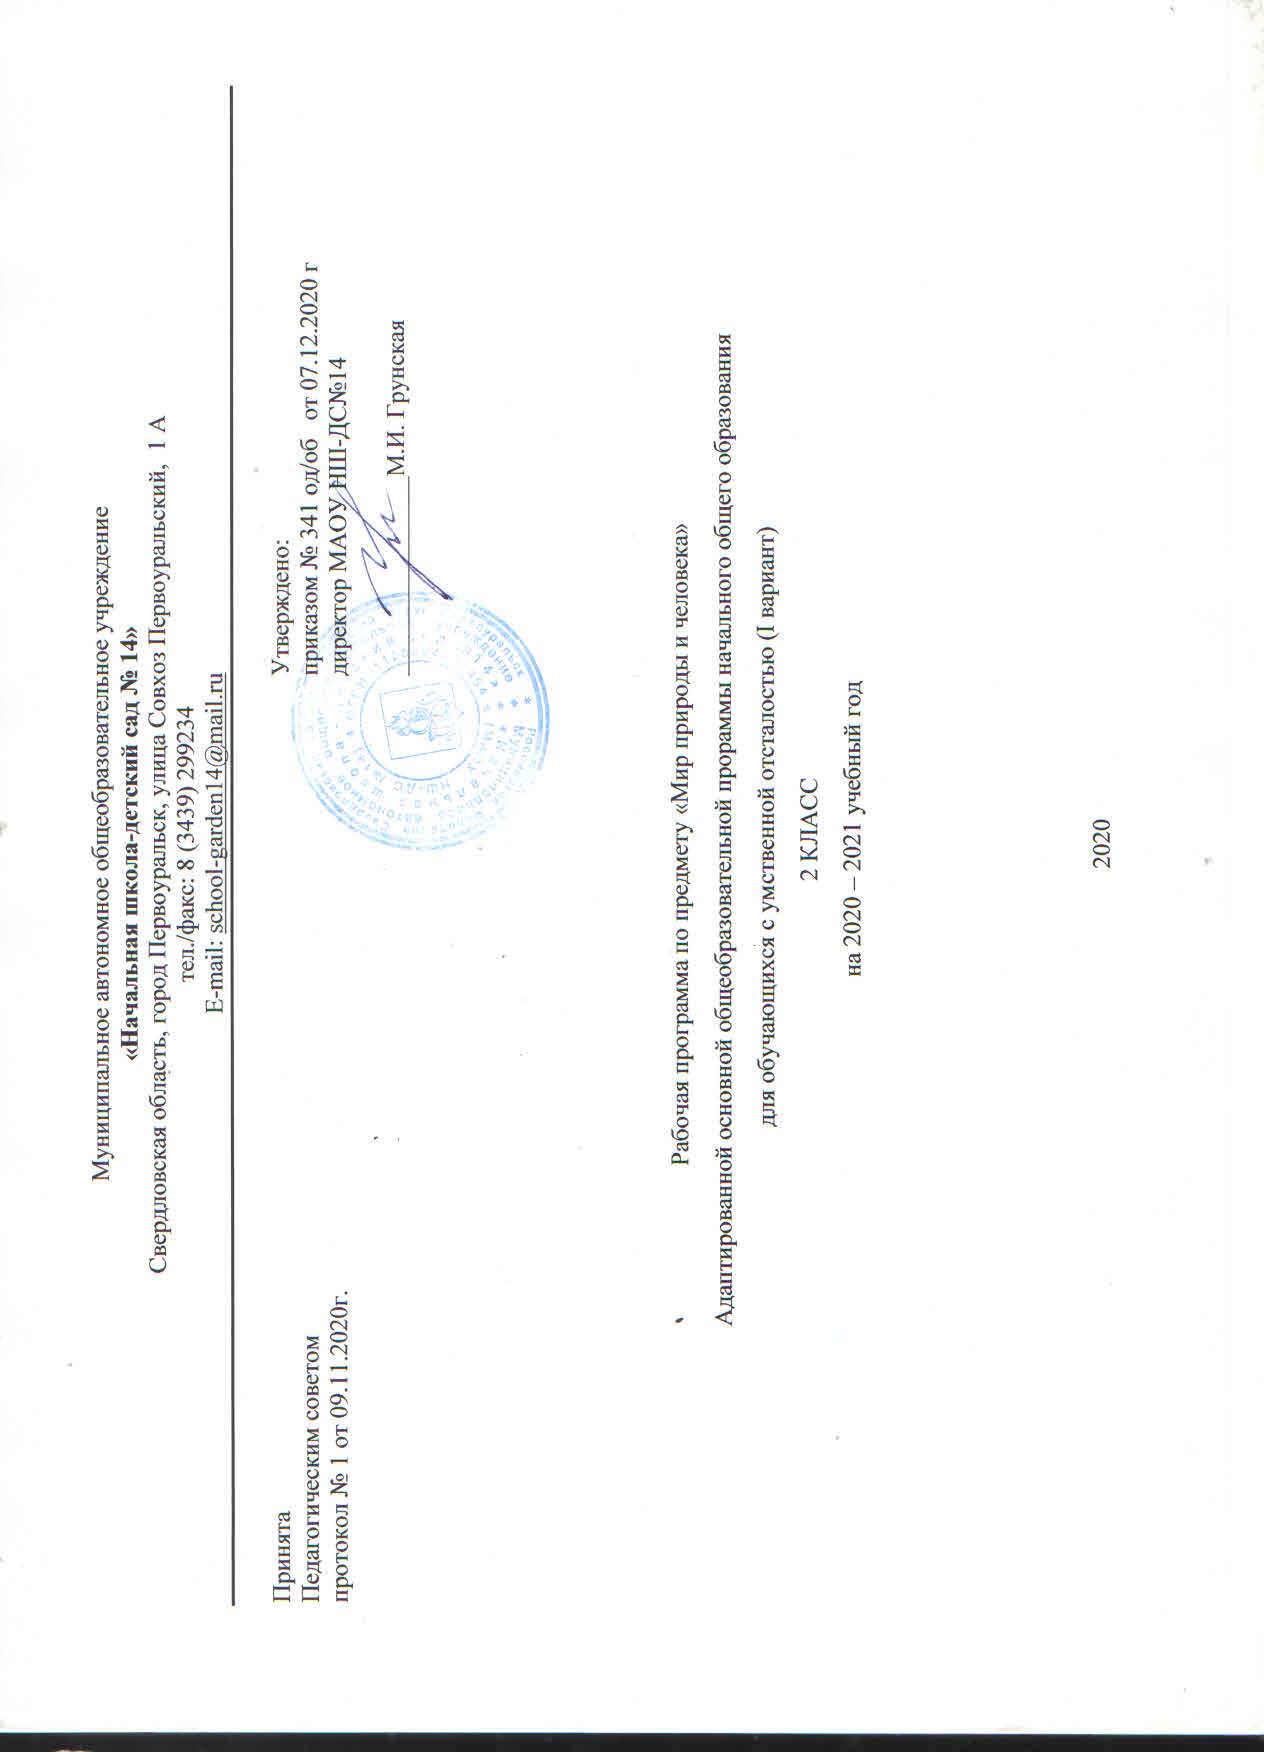 Муниципальное автономное общеобразовательное учреждение
«Начальная школа-детский сад № 14»
Свердловская область, город Первоуральск, улица Совхоз Первоуральский, 1 А
тел./факс: 8 (3439) 299234
E-mail: school-garden14@mail.ru
Принята
Педагогическим советом
протокол № 1 от 09.11.2020г.
Утверждено:
приказом № 341 од/об от 07.12.2020 г
директор МАОУ НШ-ДС№14
М.И. Грунская
Рабочая программа по предмету «Мир природы и человека»
Адаптированной основной общеобразовательной прораммы начального общего образования
для обучающихся с умственной отсталостью (I вариант)
2 КЛАСС
на 2020 – 2021 учебный год
2020